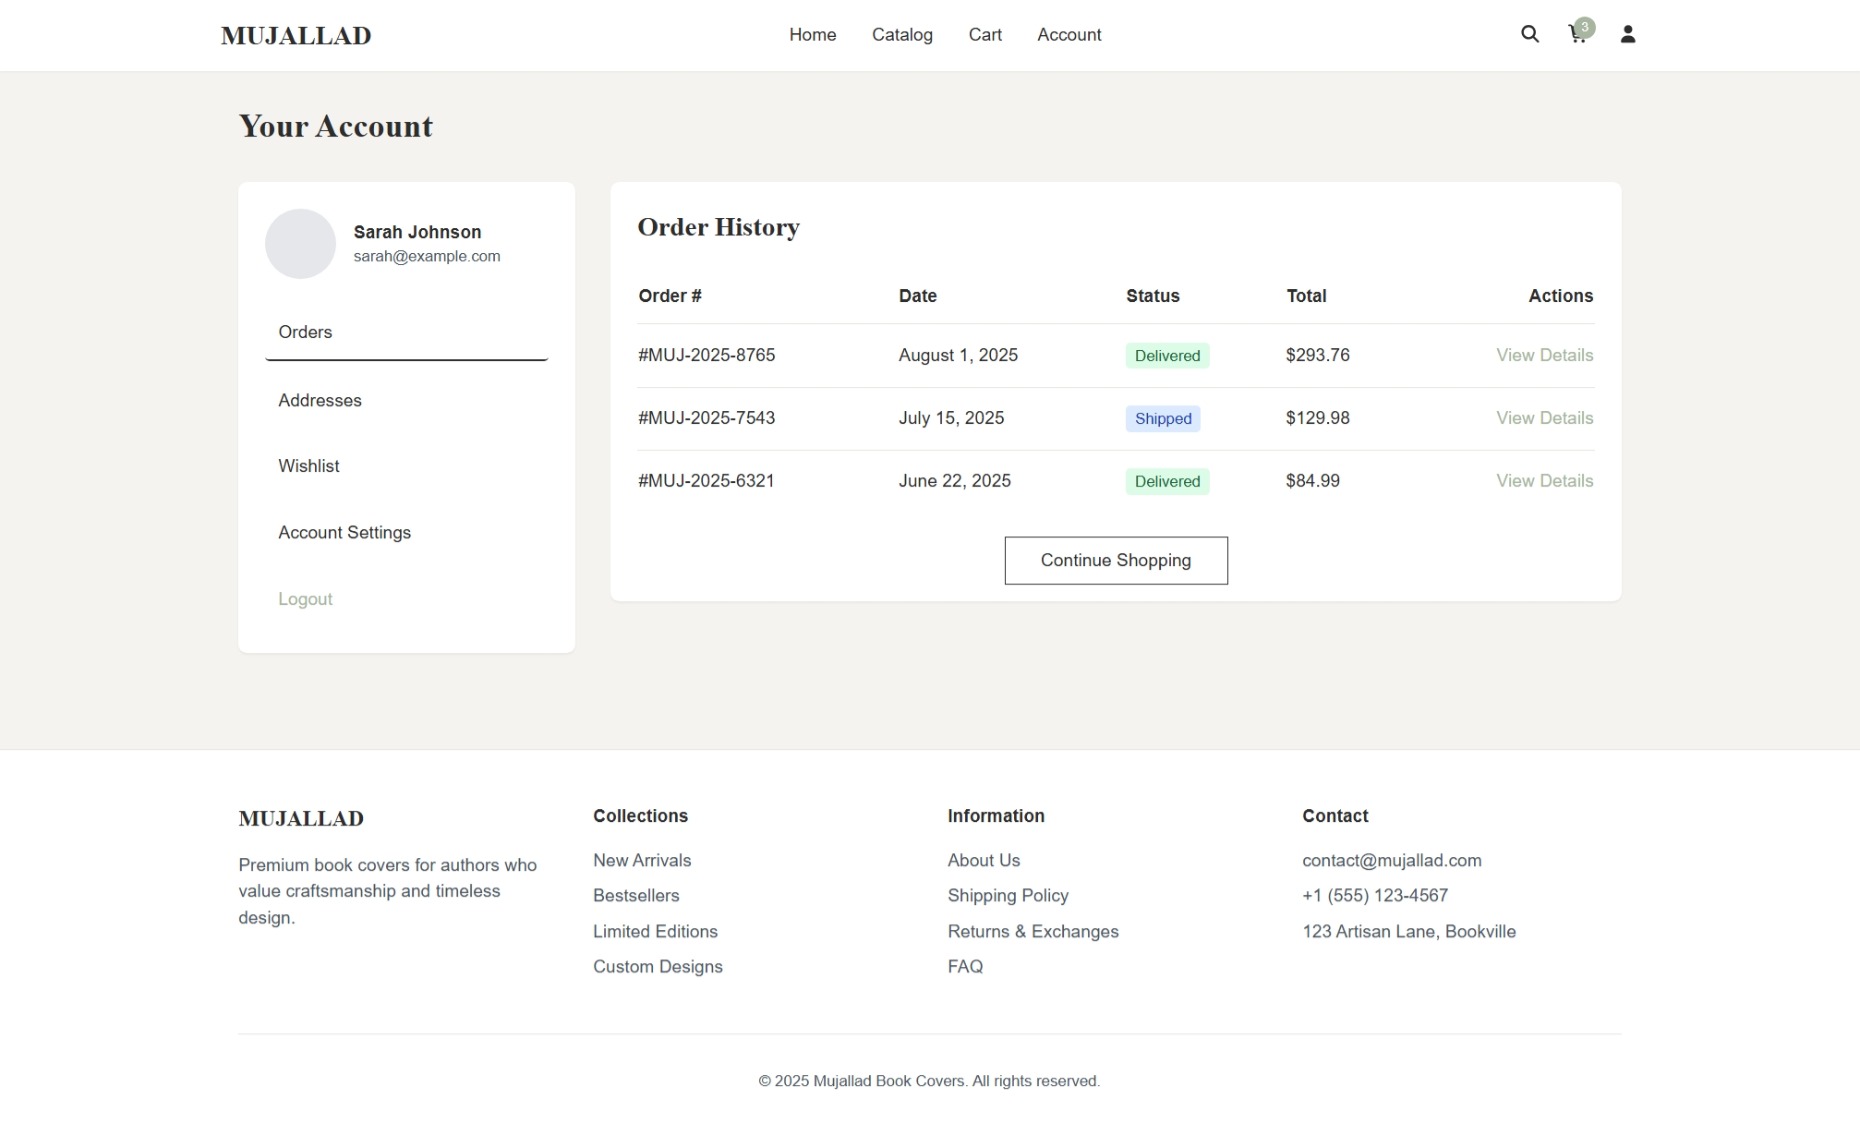 MUJALLAD
Home Catalog Cart Account
3
Your Account
Sarah Johnson
sarah@example.com
Orders
Addresses
Wishlist
Account Settings
Logout
Order History
Order # Date Status Total Actions
#MUJ-2025-8765 August 1, 2025 Delivered $293.76 View Details
#MUJ-2025-7543 July 15, 2025 Shipped $129.98 View Details
#MUJ-2025-6321 June 22, 2025 Delivered $84.99 View Details
Continue Shopping
MUJALLAD
Premium book covers for authors who
value craftsmanship and timeless
design.
Collections
New Arrivals
Bestsellers
Limited Editions
Custom Designs
Information
About Us
Shipping Policy
Returns & Exchanges
FAQ
Contact
contact@mujallad.com
+1 (555) 123-4567
123 Artisan Lane, Bookville
© 2025 Mujallad Book Covers. All rights reserved.